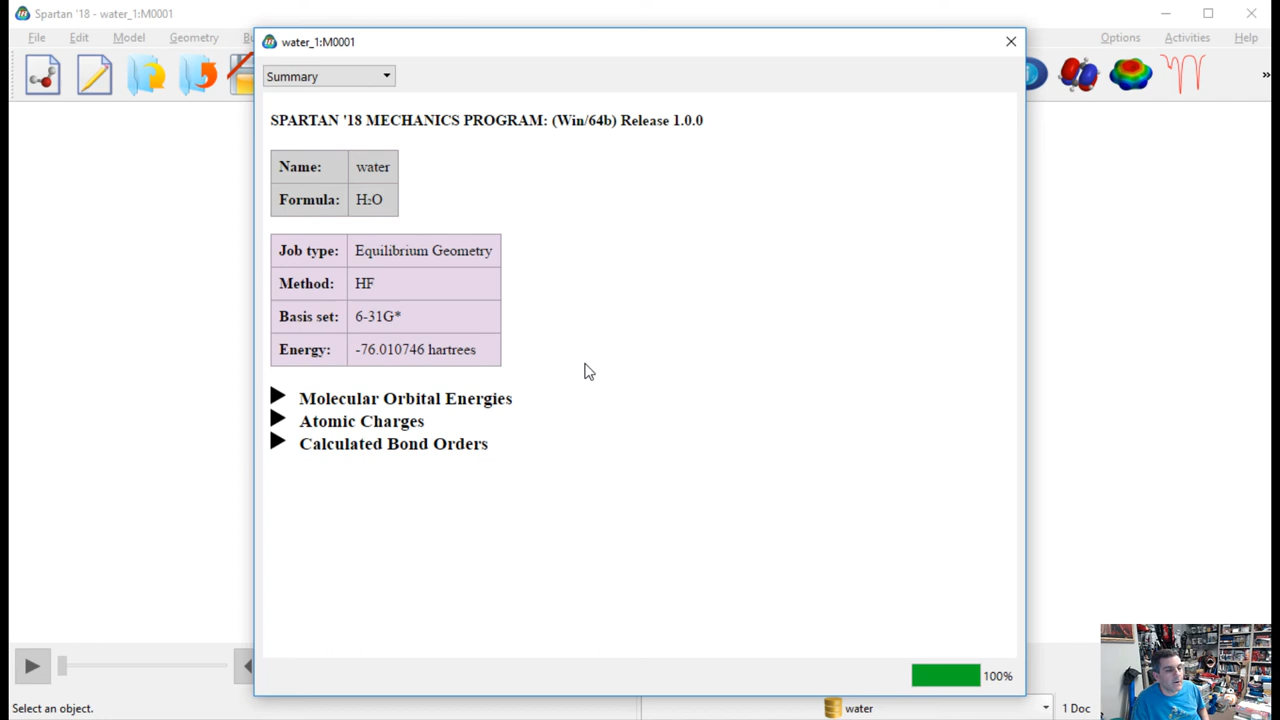 Spartan '18 - water_1:M0001
File Edit Model Geometry Bu Options Activities Help
»
water_1:M0001
Summary
SPARTAN '18 MECHANICS PROGRAM: (Win/64b) Release 1.0.0
Name: water
Formula: H₂O
Job type: Equilibrium Geometry
Method: HF
Basis set: 6-31G*
Energy: -76.010746 hartrees
Molecular Orbital Energies
Atomic Charges
Calculated Bond Orders
100%
Select an object.
water
1 Doc